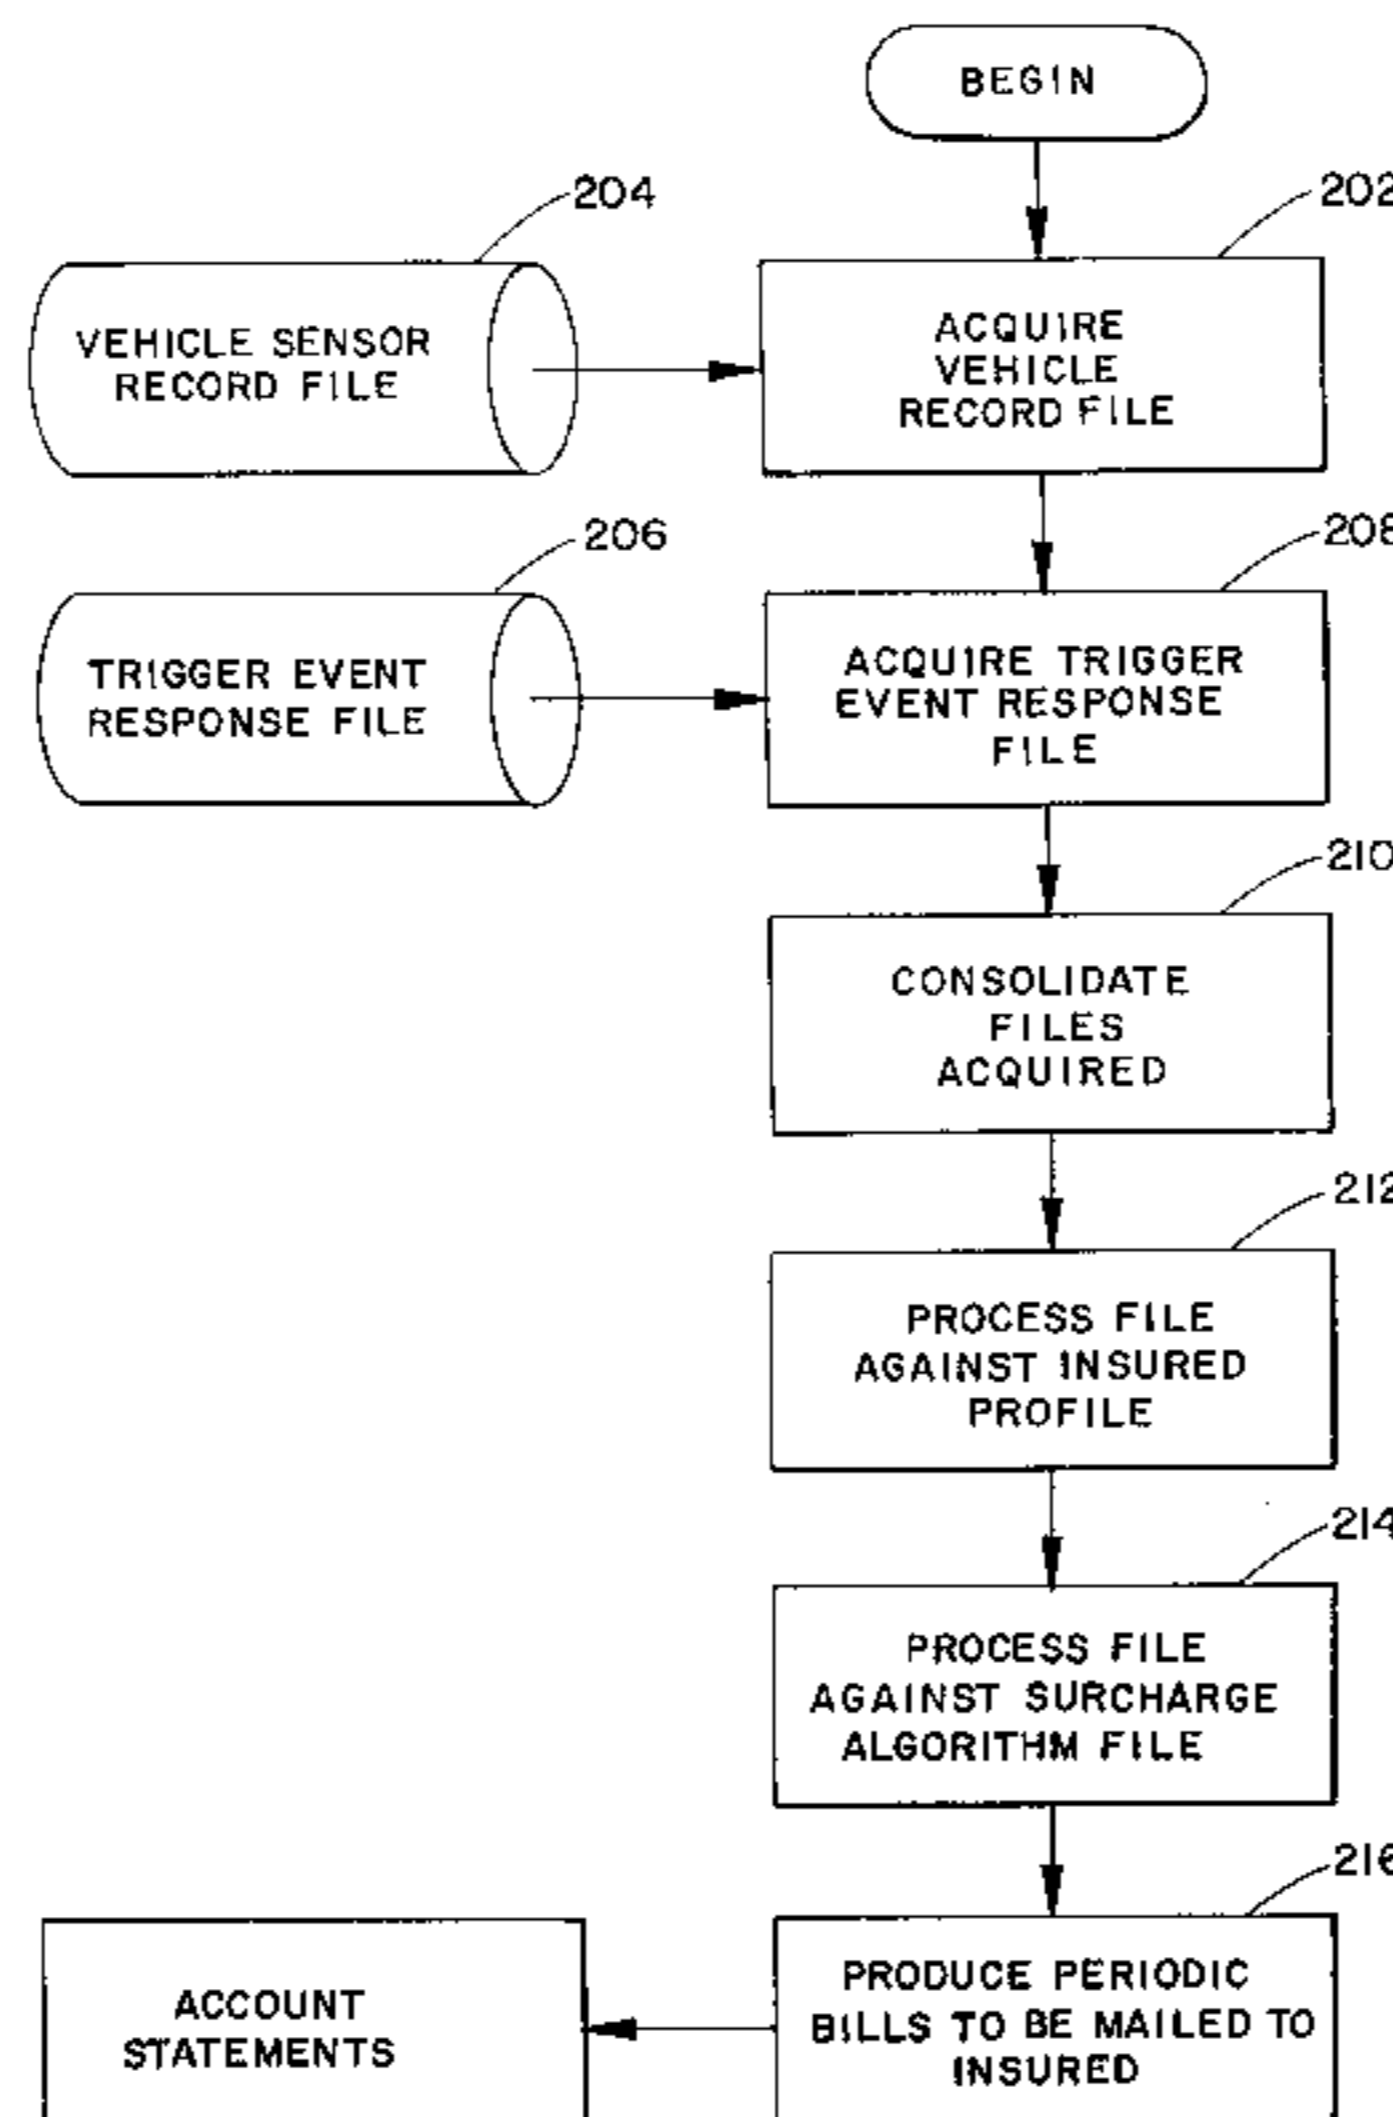 BEGIN
204
202
VEHICLE SENSOR
RECORD FILE
ACQUIRE
VEHICLE
RECORD FILE
206
208
TRIGGER EVENT
RESPONSE FILE
ACQUIRE TRIGGER
EVENT RESPONSE
FILE
210
CONSOLIDATE
FILES
ACQUIRED
212
PROCESS FILE
AGAINST INSURED
PROFILE
214
PROCESS FILE
AGAINST SURCHARGE
ALGORITHM FILE
216
ACCOUNT
STATEMENTS
PRODUCE PERIODIC
BILLS TO BE MAILED TO
INSURED